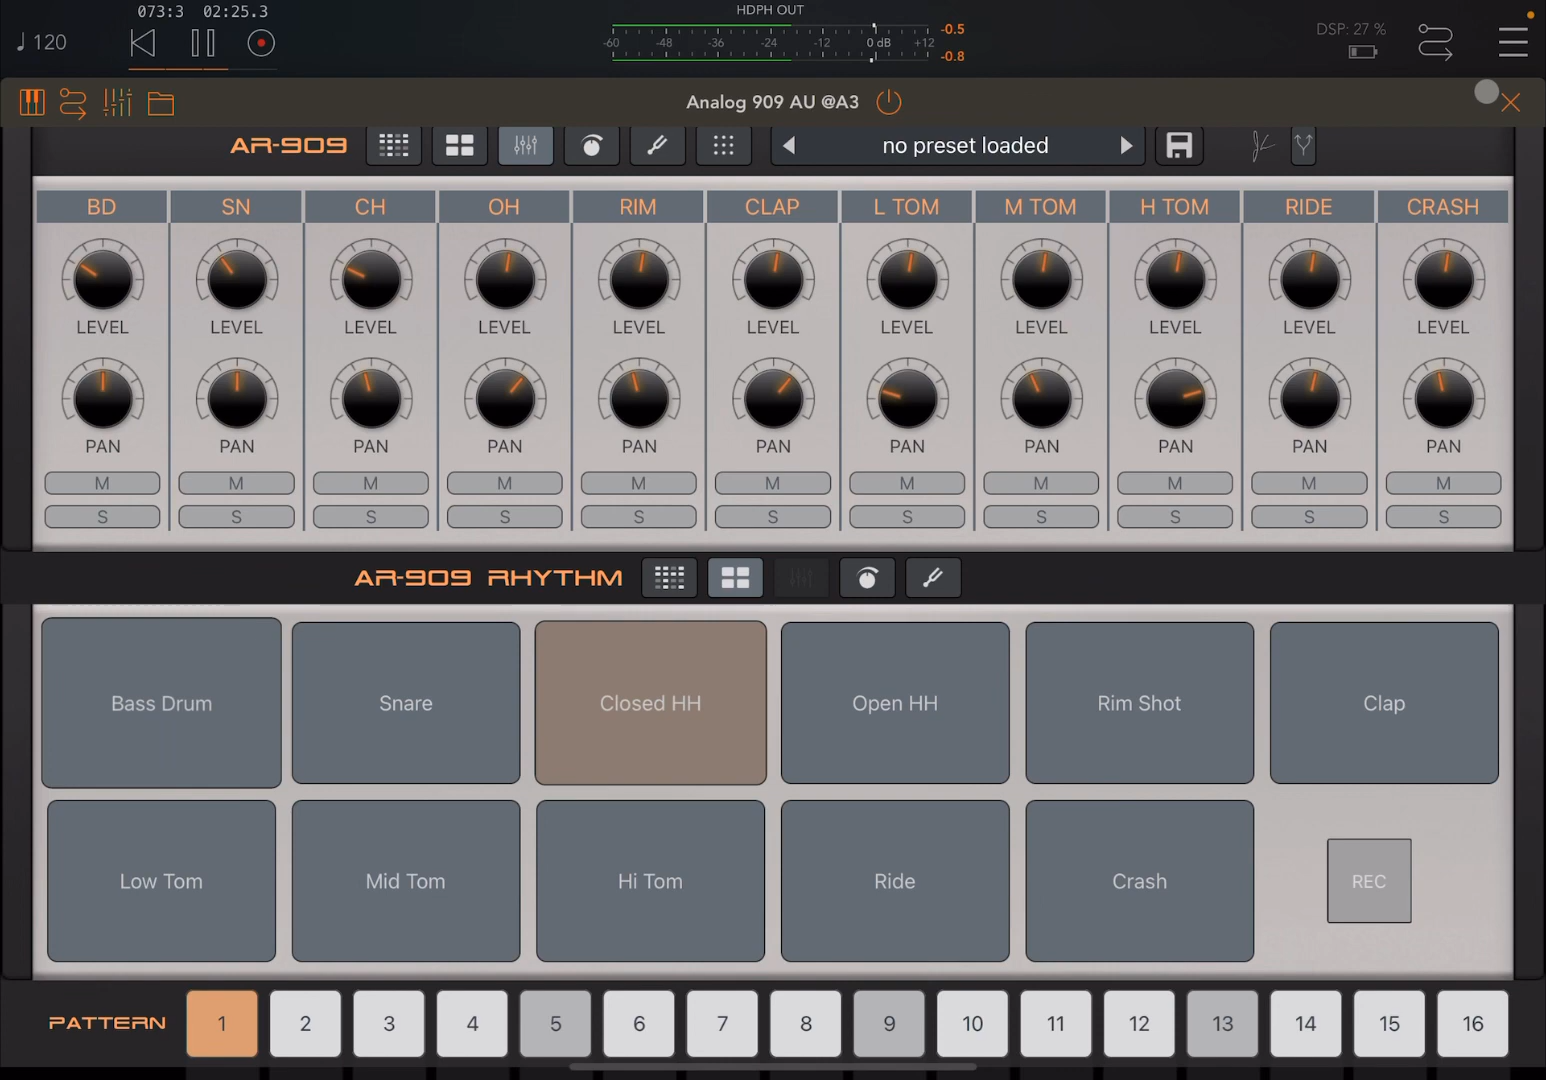 073:3 02:25.3 HDPH OUT
♩ 120 -60 -48 -36 -24 -12 0 dB +12 -0.5 -0.8 DSP: 27 %
Analog 909 AU @A3
AR-909 no preset loaded
BD SN CH OH RIM CLAP L TOM M TOM H TOM RIDE CRASH
LEVEL LEVEL LEVEL LEVEL LEVEL LEVEL LEVEL LEVEL LEVEL LEVEL LEVEL
PAN PAN PAN PAN PAN PAN PAN PAN PAN PAN PAN
M M M M M M M M M M M
S S S S S S S S S S S
AR-909 RHYTHM
Bass Drum Snare Closed HH Open HH Rim Shot Clap
Low Tom Mid Tom Hi Tom Ride Crash REC
PATTERN 1 2 3 4 5 6 7 8 9 10 11 12 13 14 15 16